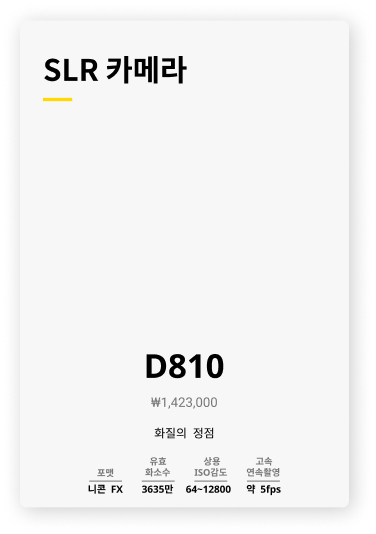 SLR 카메라
D810
₩1,423,000
화질의 정점
포맷
니콘 FX
유효
화소수
3635만
상용
ISO감도
64~12800
고속
연속촬영
약 5fps